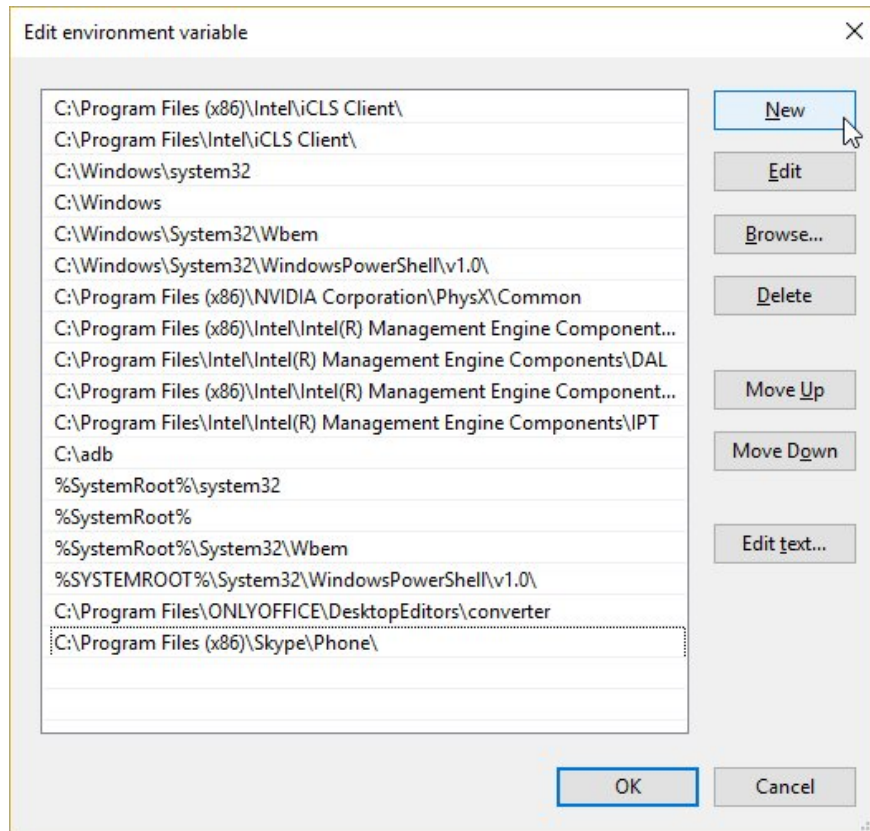 Edit environment variable
C:\Program Files (x86)\Intel\iCLS Client\
C:\Program Files\Intel\iCLS Client\
C:\Windows\system32
C:\Windows
C:\Windows\System32\Wbem
C:\Windows\System32\WindowsPowerShell\v1.0\
C:\Program Files (x86)\NVIDIA Corporation\PhysX\Common
C:\Program Files (x86)\Intel\Intel(R) Management Engine Component...
C:\Program Files\Intel\Intel(R) Management Engine Components\DAL
C:\Program Files (x86)\Intel\Intel(R) Management Engine Component...
C:\Program Files\Intel\Intel(R) Management Engine Components\IPT
C:\adb
%SystemRoot%\system32
%SystemRoot%
%SystemRoot%\System32\Wbem
%SYSTEMROOT%\System32\WindowsPowerShell\v1.0\
C:\Program Files\ONLYOFFICE\DesktopEditors\converter
C:\Program Files (x86)\Skype\Phone\
New
Edit
Browse...
Delete
Move Up
Move Down
Edit text...
OK
Cancel